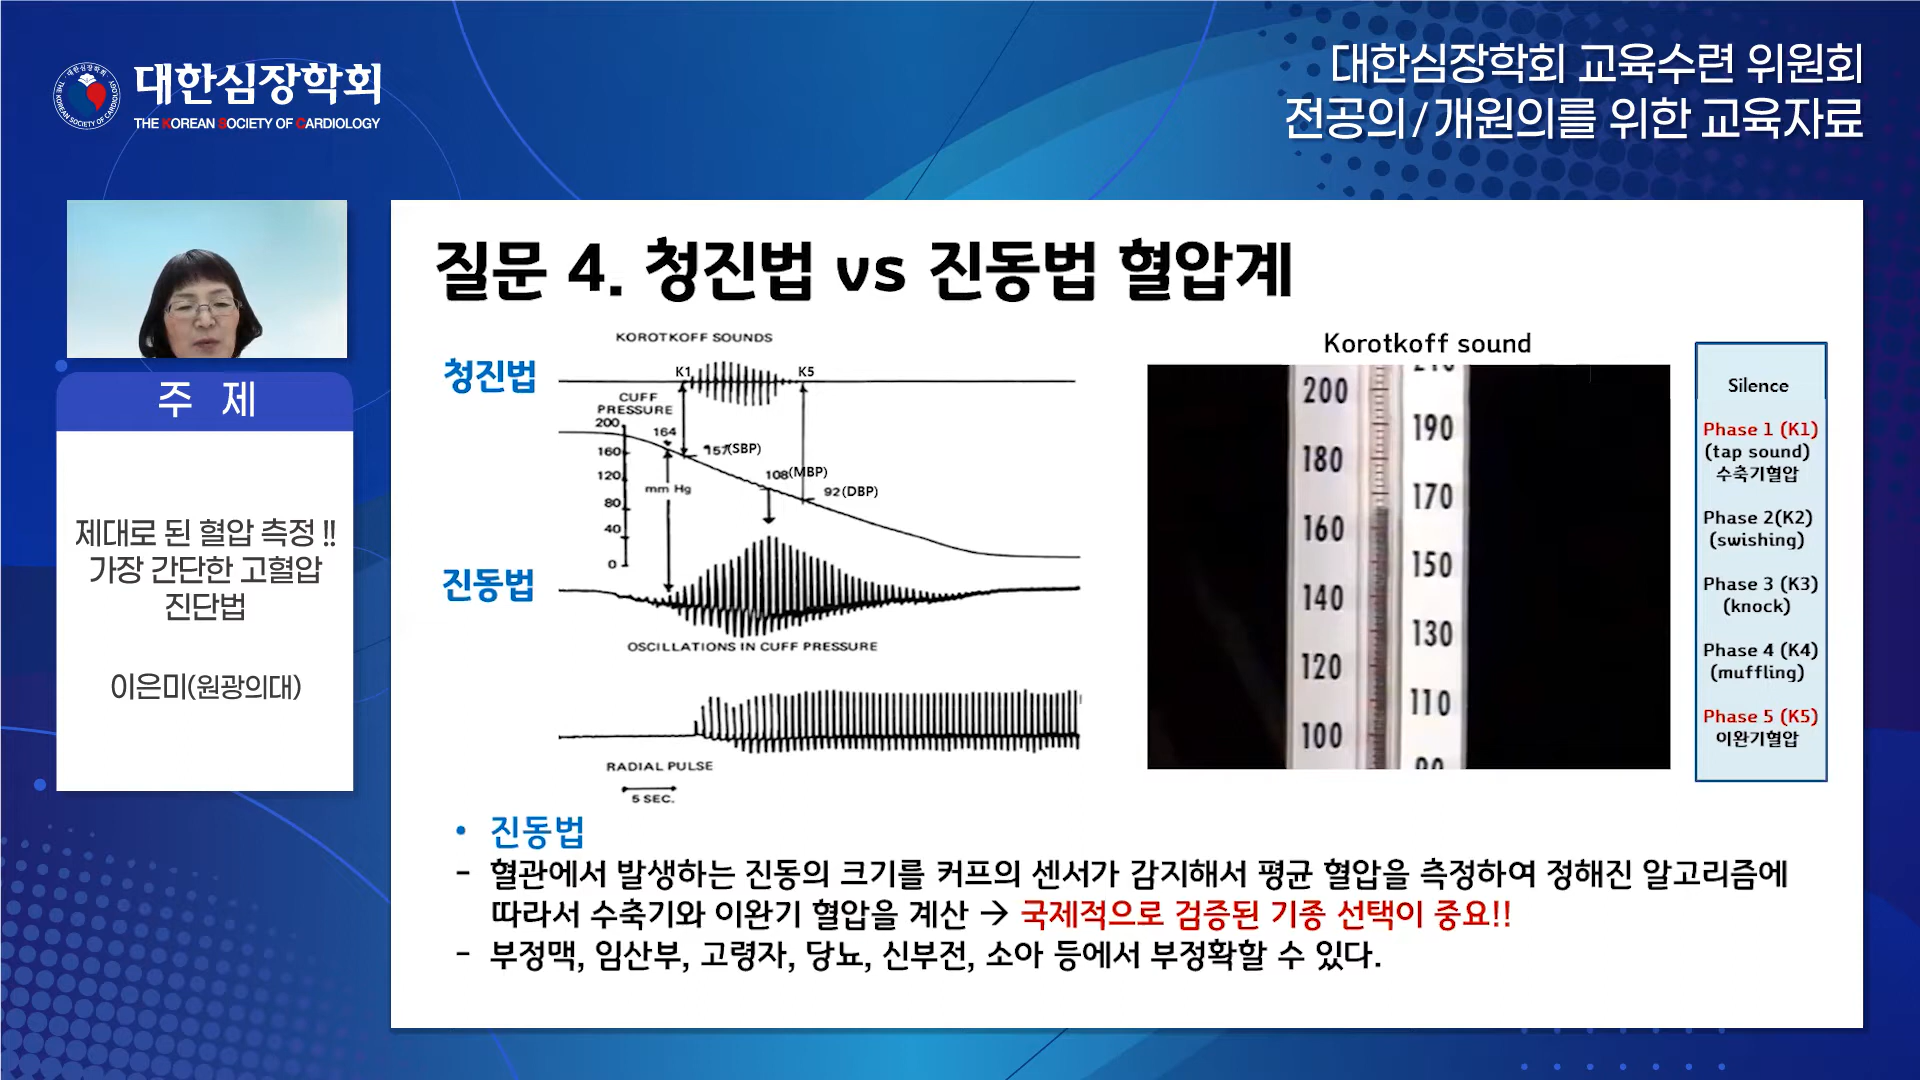 대한심장학회
THE KOREAN SOCIETY OF CARDIOLOGY
대한심장학회 교육수련 위원회
전공의/개원의를 위한 교육자료
주 제
제대로 된 혈압 측정 !!
가장 간단한 고혈압
진단법
이은미(원광의대)
질문 4. 청진법 vs 진동법 혈압계
KOROTKOFF SOUNDS
청진법
K1
K5
CUFF
PRESSURE
200
160
120
80
40
0
164
157(SBP)
mm Hg
108(MBP)
92(DBP)
진동법
OSCILLATIONS IN CUFF PRESSURE
RADIAL PULSE
5 SEC.
Korotkoff sound
200
190
180
170
160
150
140
130
120
110
100
90
Silence
Phase 1 (K1)
(tap sound)
수축기혈압
Phase 2(K2)
(swishing)
Phase 3 (K3)
(knock)
Phase 4 (K4)
(muffling)
Phase 5 (K5)
이완기혈압
• 진동법
- 혈관에서 발생하는 진동의 크기를 커프의 센서가 감지해서 평균 혈압을 측정하여 정해진 알고리즘에
따라서 수축기와 이완기 혈압을 계산 → 국제적으로 검증된 기종 선택이 중요!!
- 부정맥, 임산부, 고령자, 당뇨, 신부전, 소아 등에서 부정확할 수 있다.